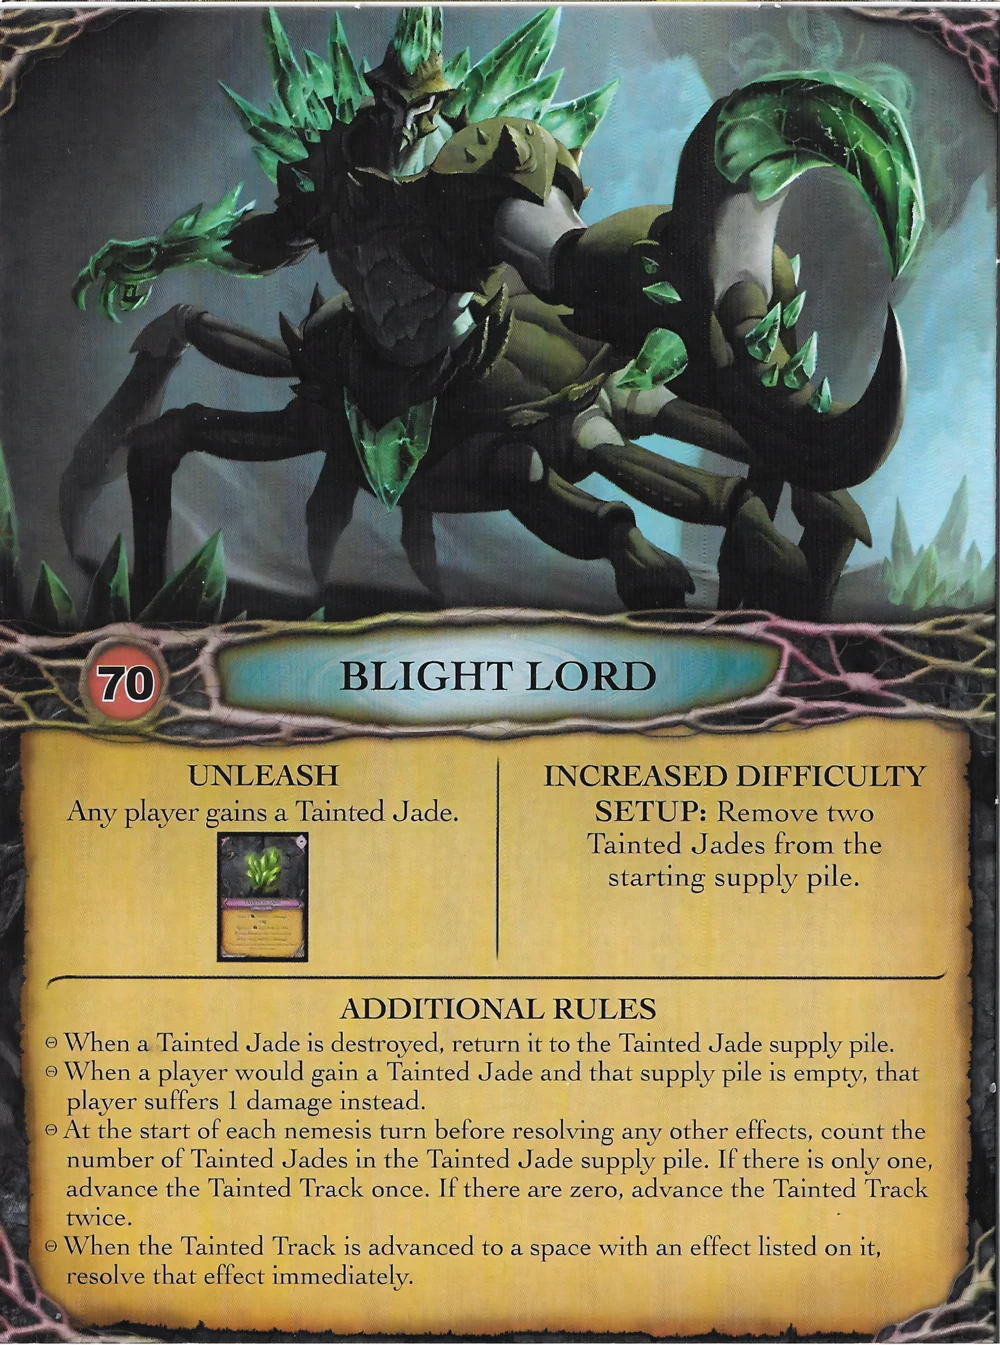 70
BLIGHT LORD
UNLEASH
Any player gains a Tainted Jade.
INCREASED DIFFICULTY
SETUP: Remove two
Tainted Jades from the
starting supply pile.
ADDITIONAL RULES
⊖ When a Tainted Jade is destroyed, return it to the Tainted Jade supply pile.
⊖ When a player would gain a Tainted Jade and that supply pile is empty, that
player suffers 1 damage instead.
⊖ At the start of each nemesis turn before resolving any other effects, count the
number of Tainted Jades in the Tainted Jade supply pile. If there is only one,
advance the Tainted Track once. If there are zero, advance the Tainted Track
twice.
⊖ When the Tainted Track is advanced to a space with an effect listed on it,
resolve that effect immediately.